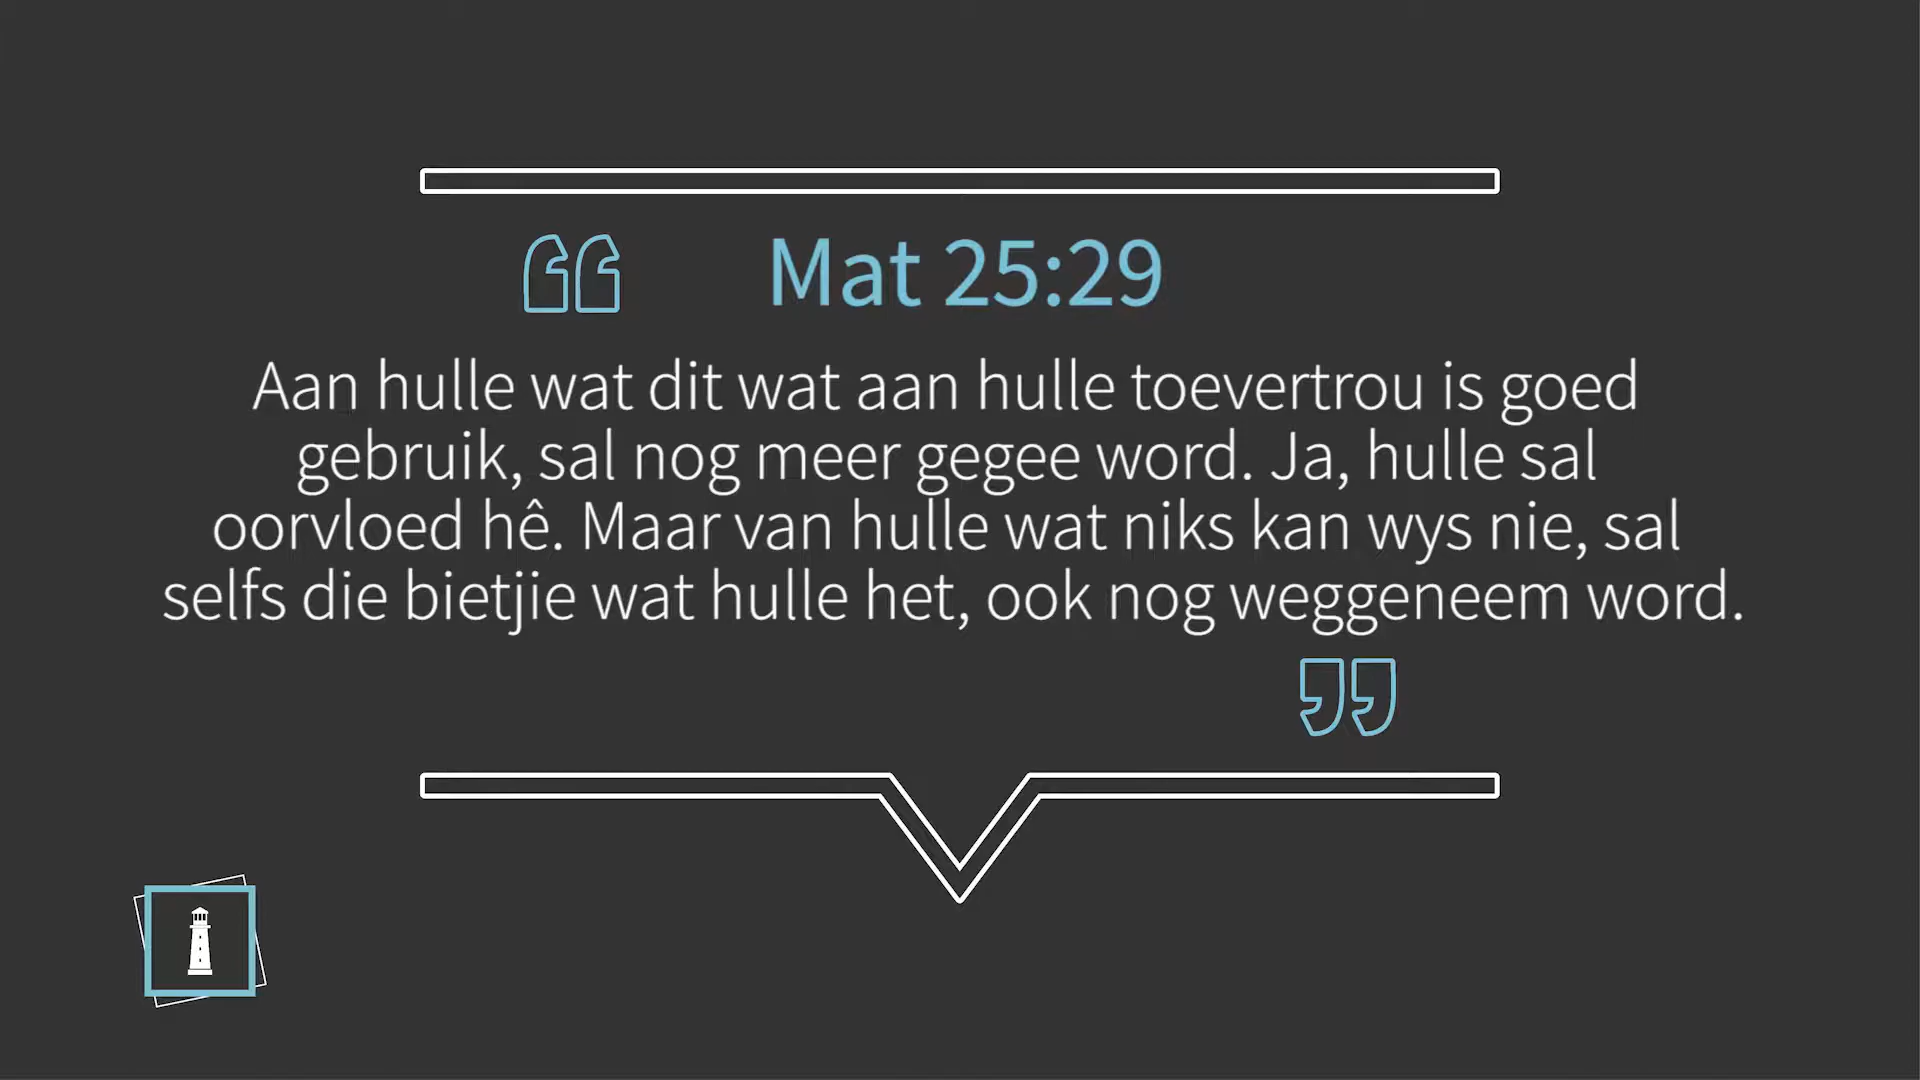 Mat 25:29
Aan hulle wat dit wat aan hulle toevertrou is goed
gebruik, sal nog meer gegee word. Ja, hulle sal
oorvloed hê. Maar van hulle wat niks kan wys nie, sal
selfs die bietjie wat hulle het, ook nog weggeneem word.